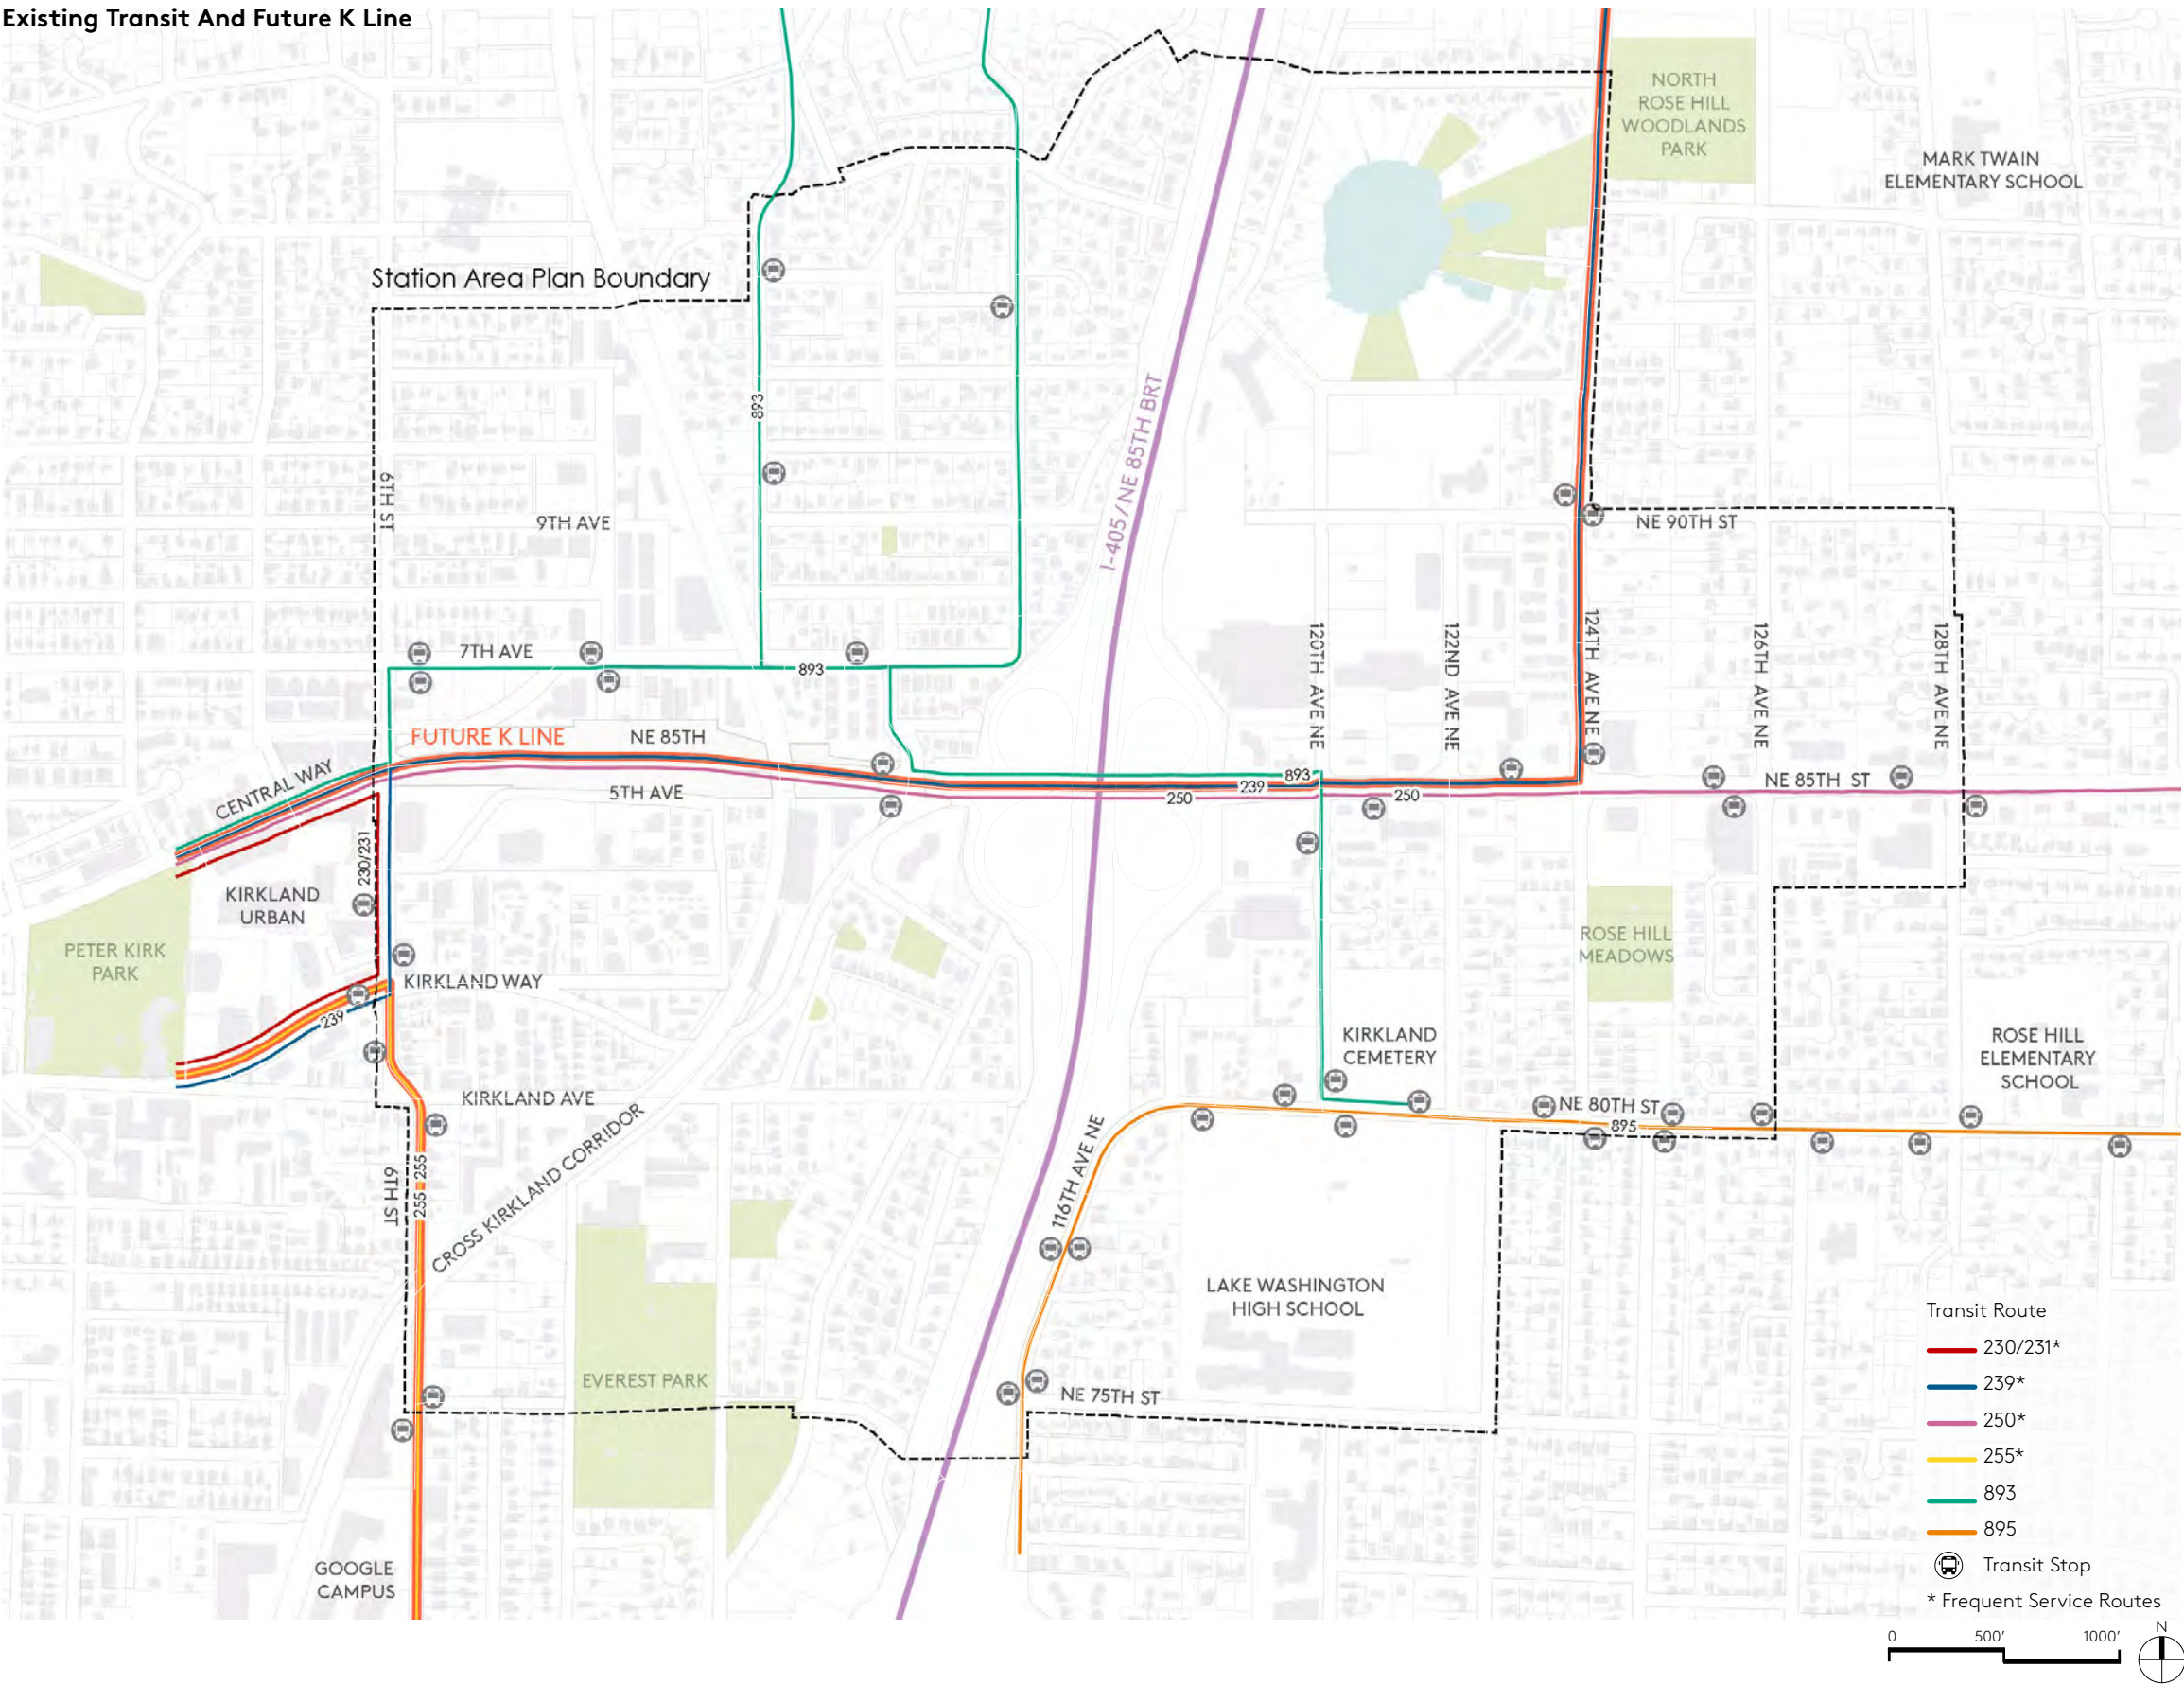 Existing Transit And Future K Line
NORTH
ROSE HILL
WOODLANDS
PARK
MARK TWAIN
ELEMENTARY SCHOOL
Station Area Plan Boundary
893
I-405 / NE 85TH BRT
6TH ST
9TH AVE
NE 90TH ST
7TH AVE
893
120TH AVE NE
122ND AVE NE
124TH AVE NE
126TH AVE NE
128TH AVE NE
FUTURE K LINE
NE 85TH
CENTRAL WAY
5TH AVE
893
239
250
250
NE 85TH ST
230/231
KIRKLAND
URBAN
PETER KIRK
PARK
KIRKLAND WAY
239
ROSE HILL
MEADOWS
KIRKLAND
CEMETERY
ROSE HILL
ELEMENTARY
SCHOOL
KIRKLAND AVE
NE 80TH ST
895
116TH AVE NE
6TH ST
255
255
CROSS KIRKLAND CORRIDOR
LAKE WASHINGTON
HIGH SCHOOL
EVEREST PARK
NE 75TH ST
GOOGLE
CAMPUS
Transit Route
230/231*
239*
250*
255*
893
895
Transit Stop
* Frequent Service Routes
0 500' 1000'
N